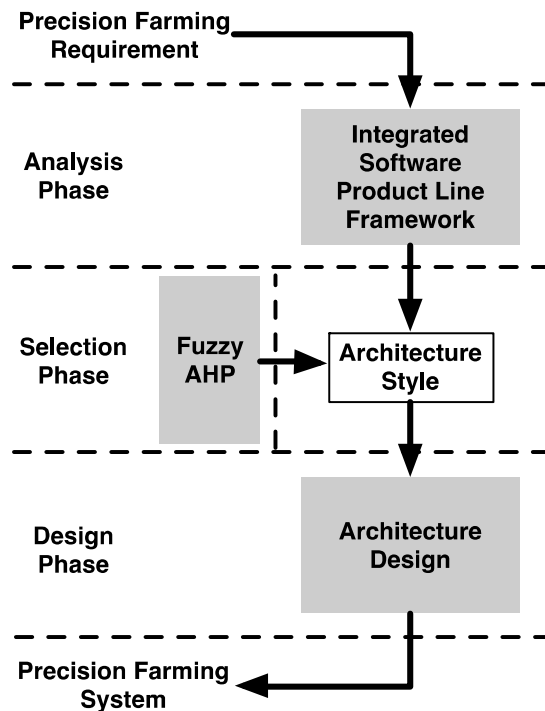 Precision Farming
Requirement
Analysis
Phase
Integrated
Software
Product Line
Framework
Selection
Phase
Fuzzy
AHP
Architecture
Style
Design
Phase
Architecture
Design
Precision Farming
System